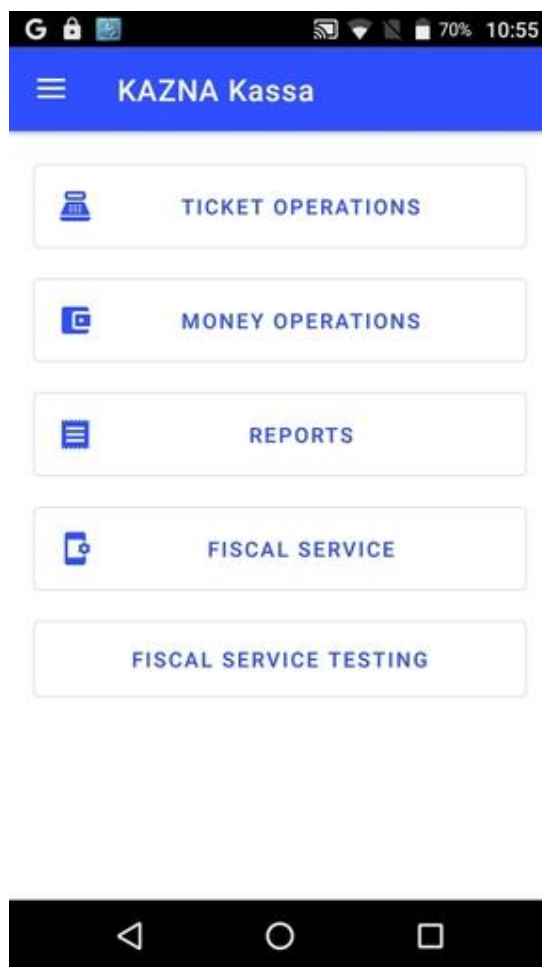 G 70% 10:55
KAZNA Kassa
TICKET OPERATIONS
MONEY OPERATIONS
REPORTS
FISCAL SERVICE
FISCAL SERVICE TESTING